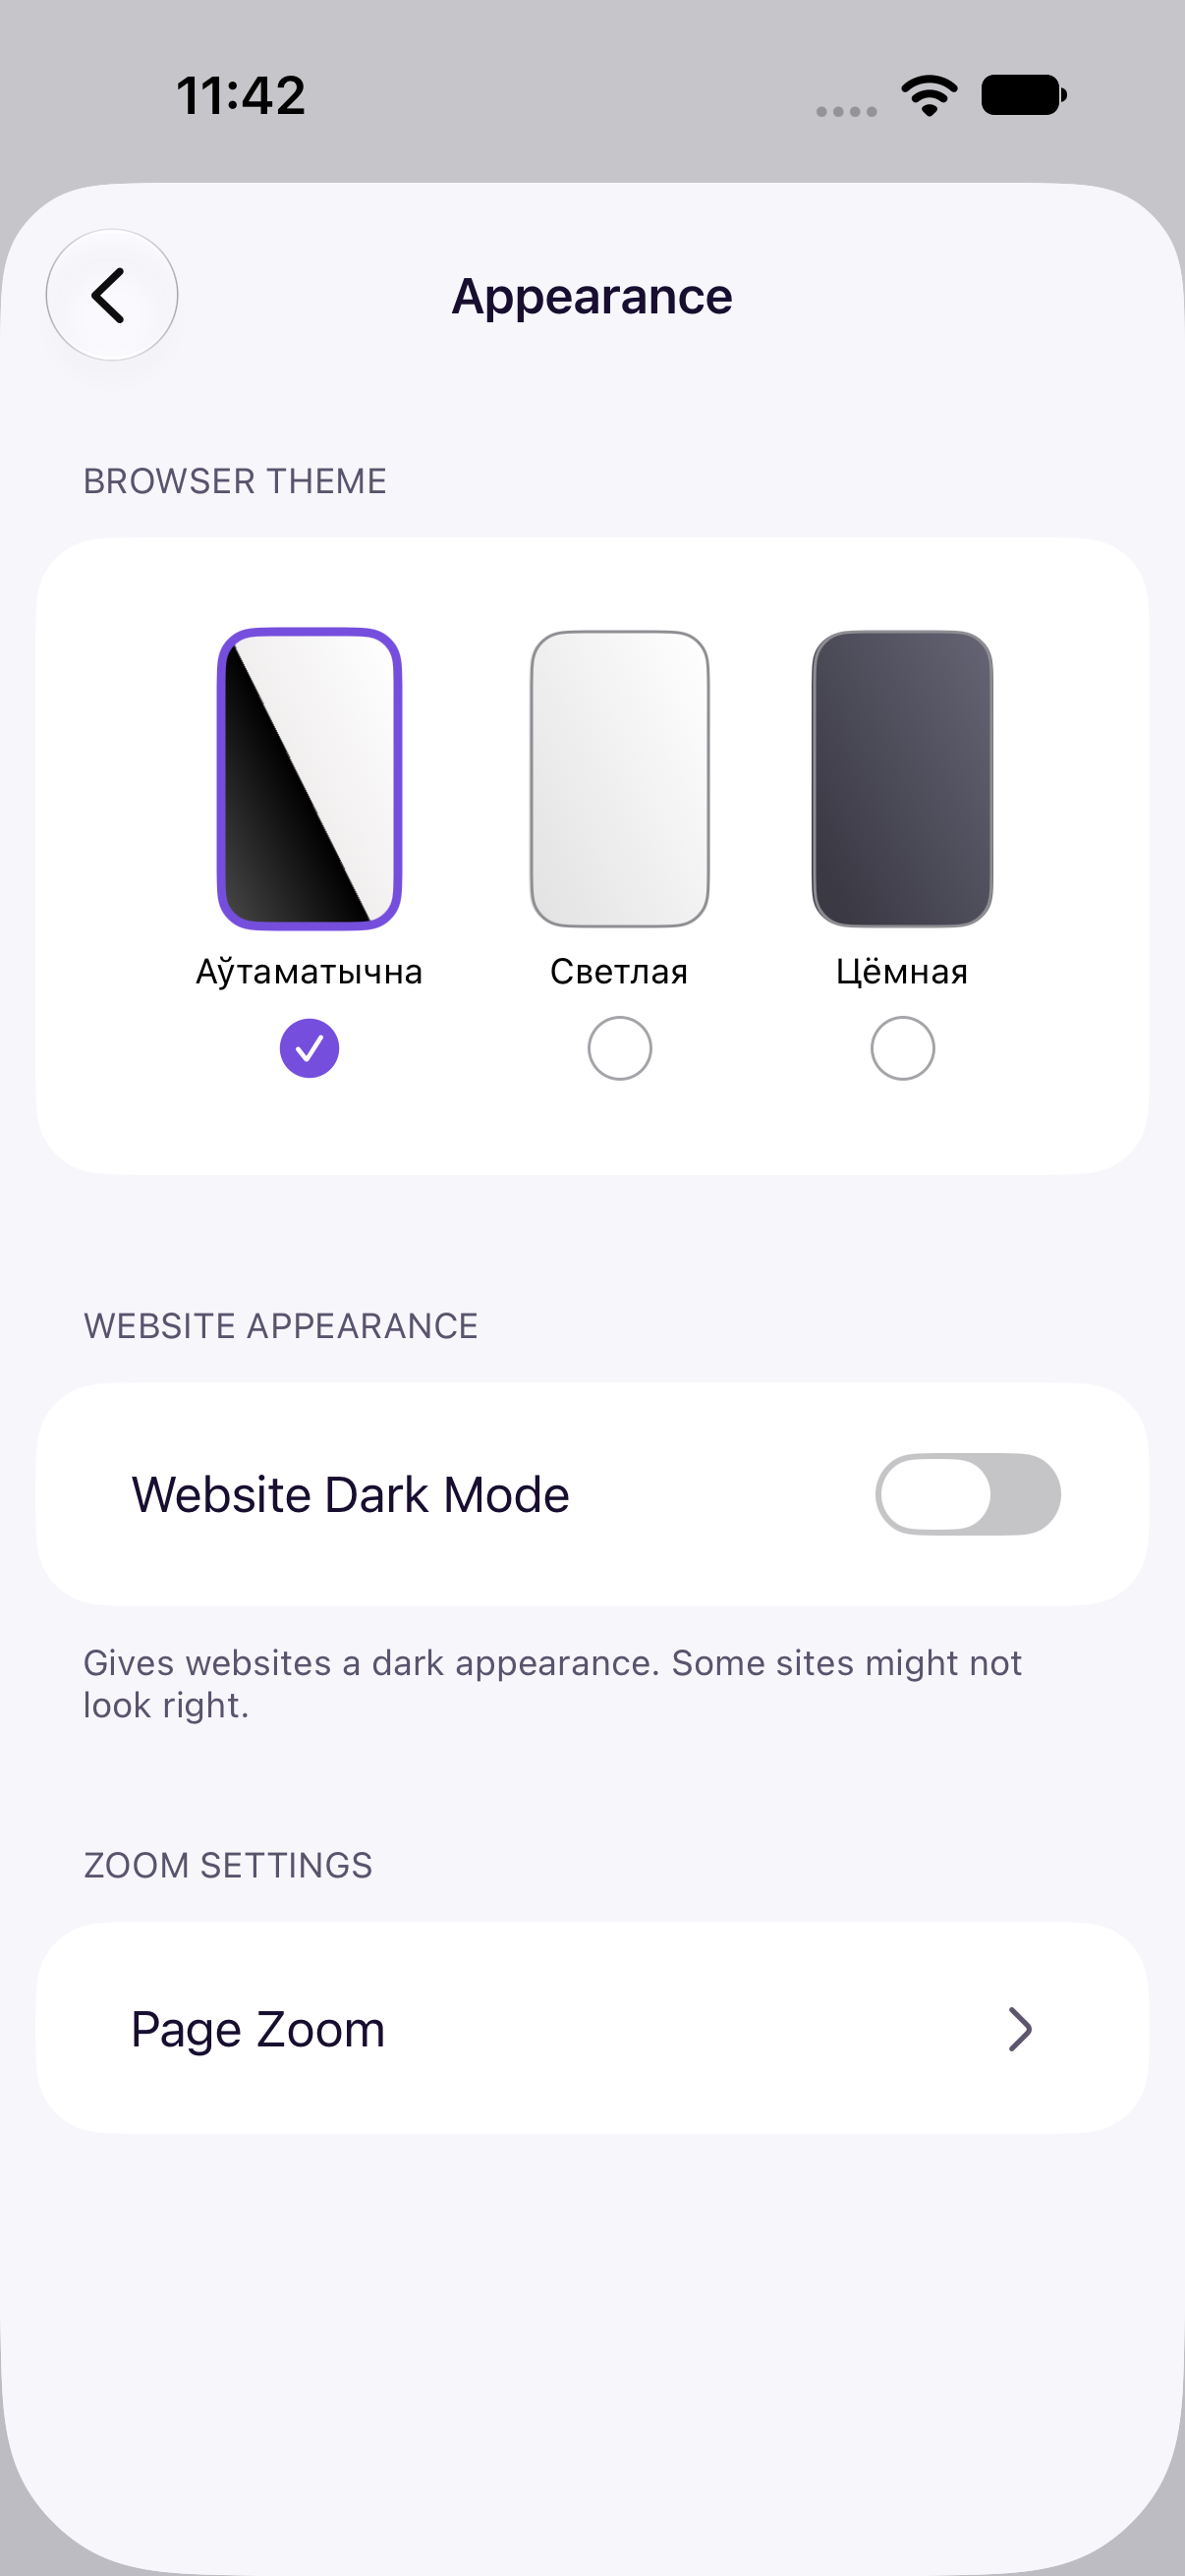 11:42
Appearance
BROWSER THEME
Аўтаматычна Светлая Цёмная
WEBSITE APPEARANCE
Website Dark Mode
Gives websites a dark appearance. Some sites might not
look right.
ZOOM SETTINGS
Page Zoom